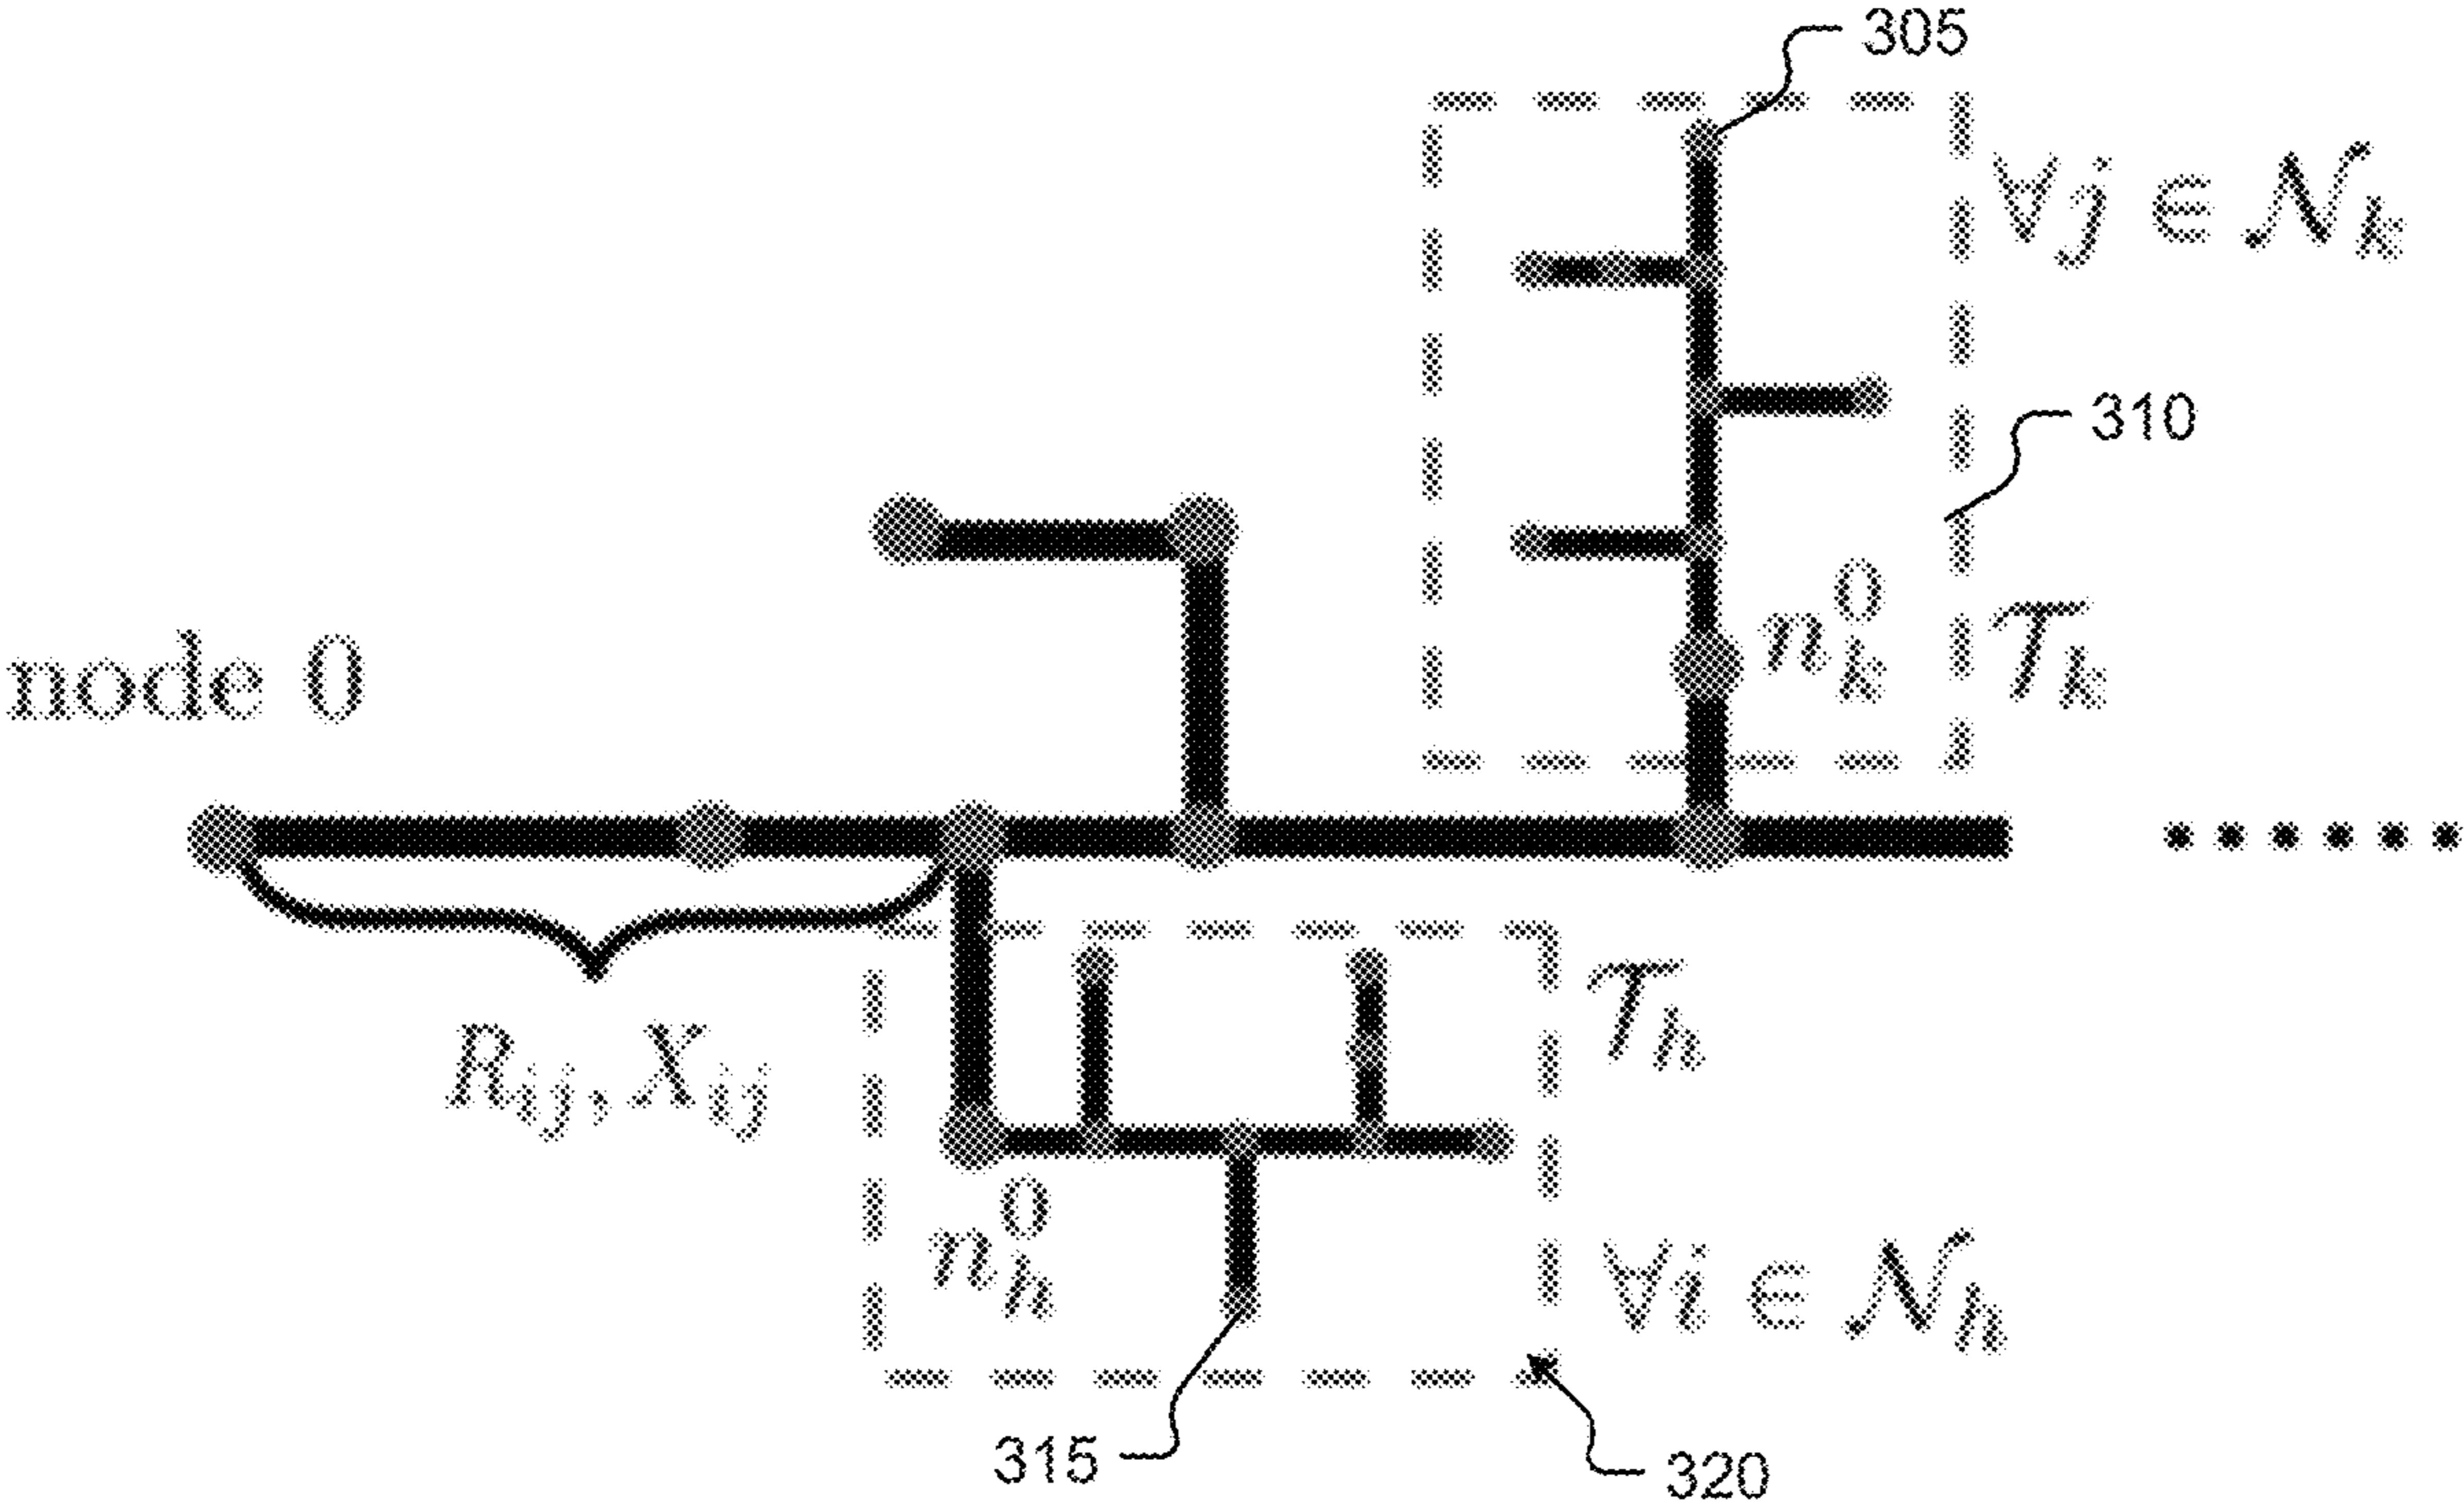 305
∀j ∈ 𝒩ₖ
310
n⁰ₖ
𝒯ₖ
node 0
𝒯ₕ
Rᵢⱼ, Xᵢⱼ
n⁰ₕ
∀i ∈ 𝒩ₕ
315
320